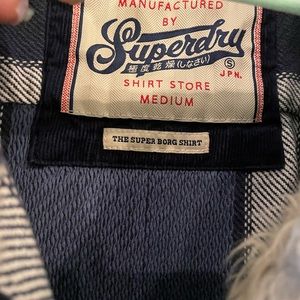 MANUFACTURED
BY
Superdry
極度乾燥(しなさい)
S
JPN.
SHIRT STORE
MEDIUM
THE SUPER BORG SHIRT